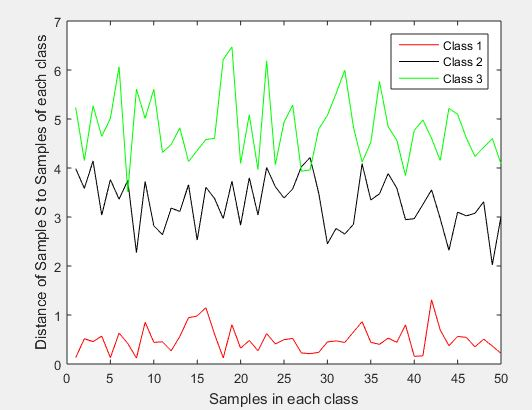 7
6
5
4
3
2
1
0
Distance of Sample S to Samples of each class
Class 1
Class 2
Class 3
0 5 10 15 20 25 30 35 40 45 50
Samples in each class